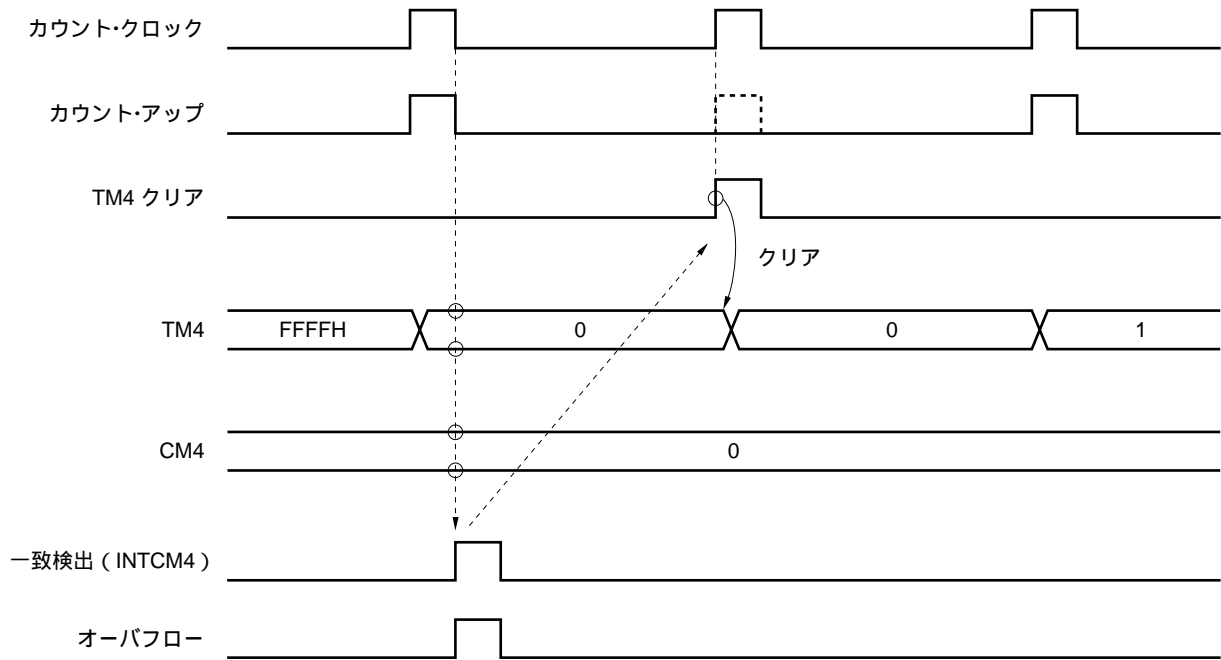 カウント・クロック
カウント・アップ
TM4 クリア
クリア
TM4 FFFFH 0 0 1
CM4 0
一致検出（INTCM4）
オーバフロー